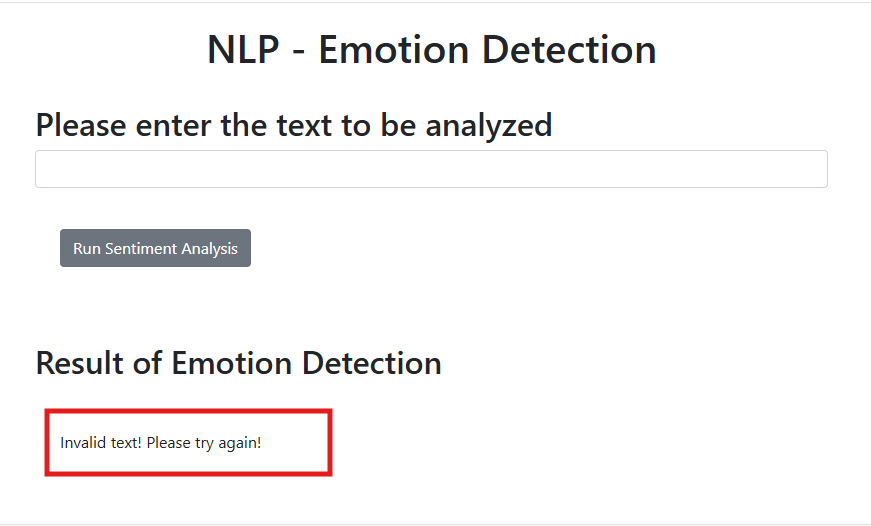 NLP - Emotion Detection
Please enter the text to be analyzed
Run Sentiment Analysis
Result of Emotion Detection
Invalid text! Please try again!